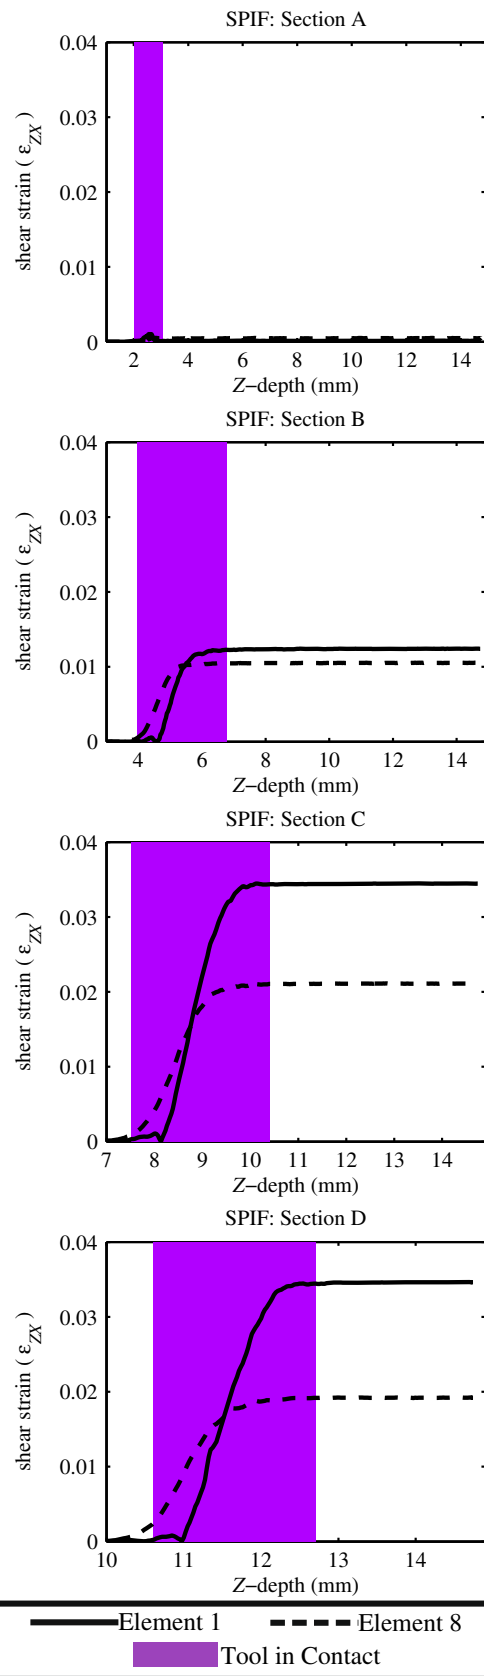 SPIF: Section A
0.04
0.03
0.02
0.01
0
shear strain ( ε_ZX)
2 4 6 8 10 12 14
Z−depth (mm)
SPIF: Section B
0.04
0.03
0.02
0.01
0
shear strain ( ε_ZX)
4 6 8 10 12 14
Z−depth (mm)
SPIF: Section C
0.04
0.03
0.02
0.01
0
shear strain ( ε_ZX)
7 8 9 10 11 12 13 14
Z−depth (mm)
SPIF: Section D
0.04
0.03
0.02
0.01
0
shear strain ( ε_ZX)
10 11 12 13 14
Z−depth (mm)
Element 1 Element 8
Tool in Contact